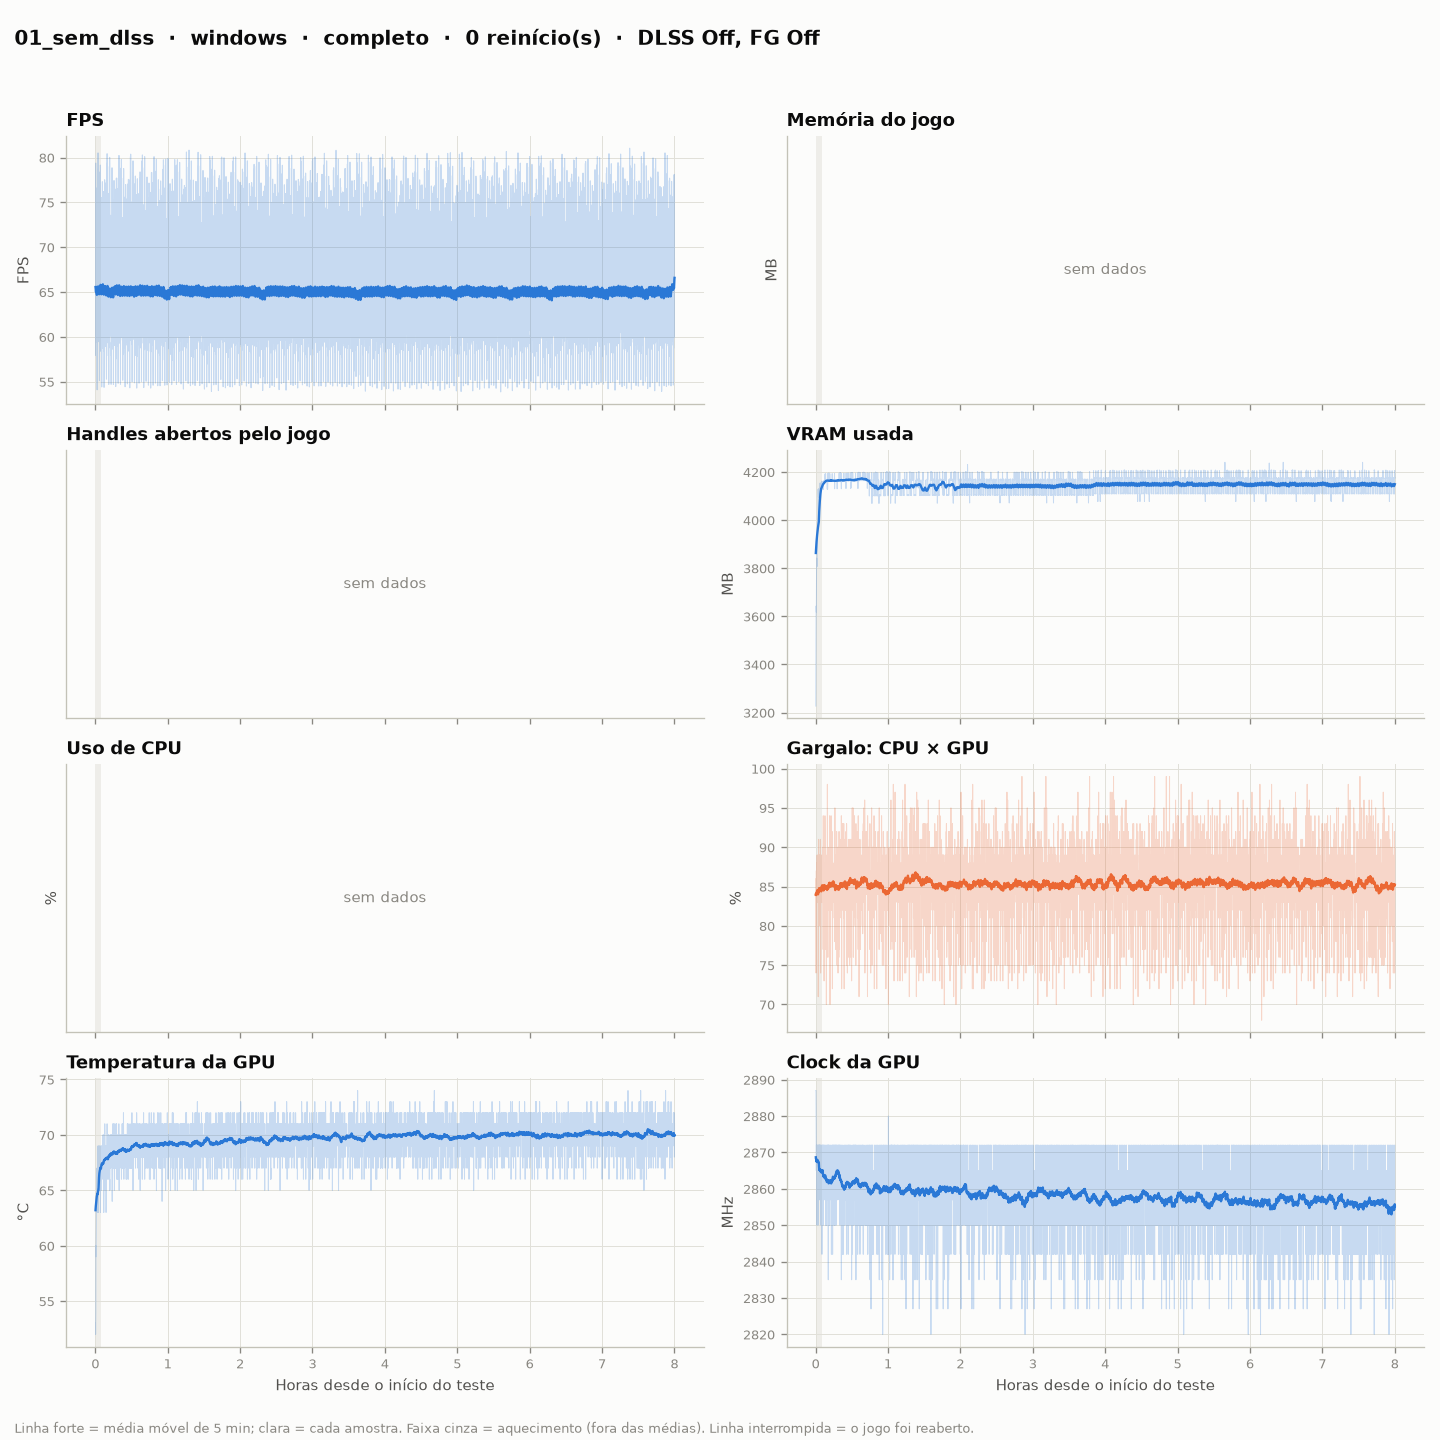 01_sem_dlss · windows · completo · 0 reinício(s) · DLSS Off, FG Off
FPS
80
75
70
65
60
55
FPS
Memória do jogo
MB
sem dados
Handles abertos pelo jogo
sem dados
VRAM usada
4200
4000
3800
3600
3400
3200
MB
Uso de CPU
%
sem dados
Gargalo: CPU × GPU
100
95
90
85
80
75
70
%
Temperatura da GPU
75
70
65
60
55
°C
0 1 2 3 4 5 6 7 8
Horas desde o início do teste
Clock da GPU
2890
2880
2870
2860
2850
2840
2830
2820
MHz
0 1 2 3 4 5 6 7 8
Horas desde o início do teste
Linha forte = média móvel de 5 min; clara = cada amostra. Faixa cinza = aquecimento (fora das médias). Linha interrompida = o jogo foi reaberto.